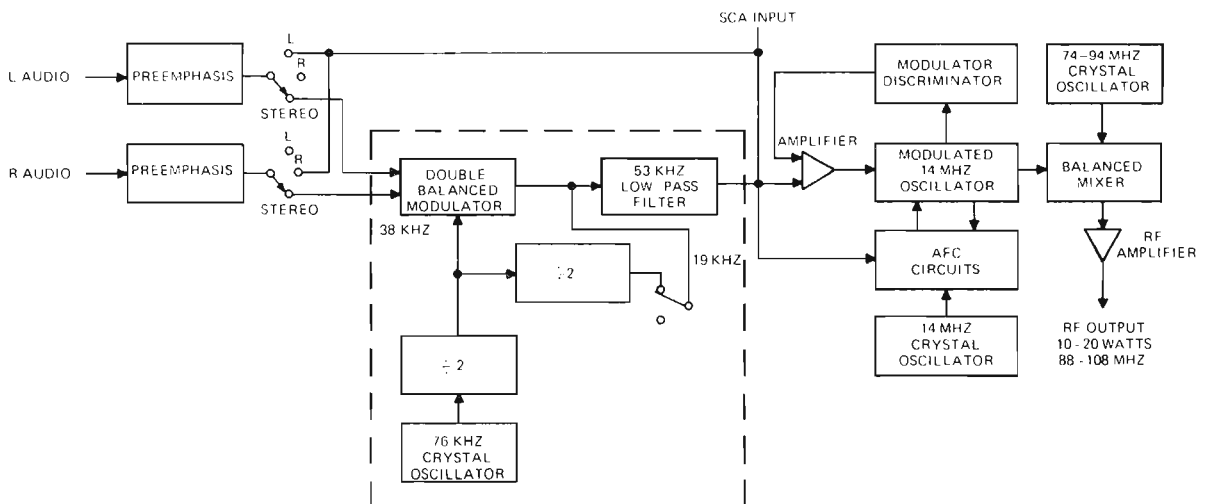 SCA INPUT
L AUDIO
PREEMPHASIS
L
R
STEREO
R AUDIO
PREEMPHASIS
L
R
STEREO
DOUBLE
BALANCED
MODULATOR
38 KHZ
53 KHZ
LOW PASS
FILTER
÷2
19 KHZ
÷2
76 KHZ
CRYSTAL
OSCILLATOR
AMPLIFIER
MODULATOR
DISCRIMINATOR
MODULATED
14 MHZ
OSCILLATOR
AFC
CIRCUITS
14 MHZ
CRYSTAL
OSCILLATOR
74-94 MHZ
CRYSTAL
OSCILLATOR
BALANCED
MIXER
RF
AMPLIFIER
RF OUTPUT
10 - 20 WATTS
88 - 108 MHZ